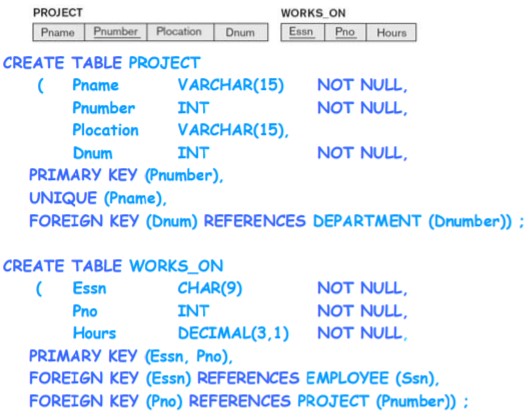 PROJECT WORKS_ON
Pname Pnumber Plocation Dnum Essn Pno Hours
CREATE TABLE PROJECT
( Pname VARCHAR(15) NOT NULL,
Pnumber INT NOT NULL,
Plocation VARCHAR(15),
Dnum INT NOT NULL,
PRIMARY KEY (Pnumber),
UNIQUE (Pname),
FOREIGN KEY (Dnum) REFERENCES DEPARTMENT (Dnumber)) ;
CREATE TABLE WORKS_ON
( Essn CHAR(9) NOT NULL,
Pno INT NOT NULL,
Hours DECIMAL(3,1) NOT NULL,
PRIMARY KEY (Essn, Pno),
FOREIGN KEY (Essn) REFERENCES EMPLOYEE (Ssn),
FOREIGN KEY (Pno) REFERENCES PROJECT (Pnumber)) ;